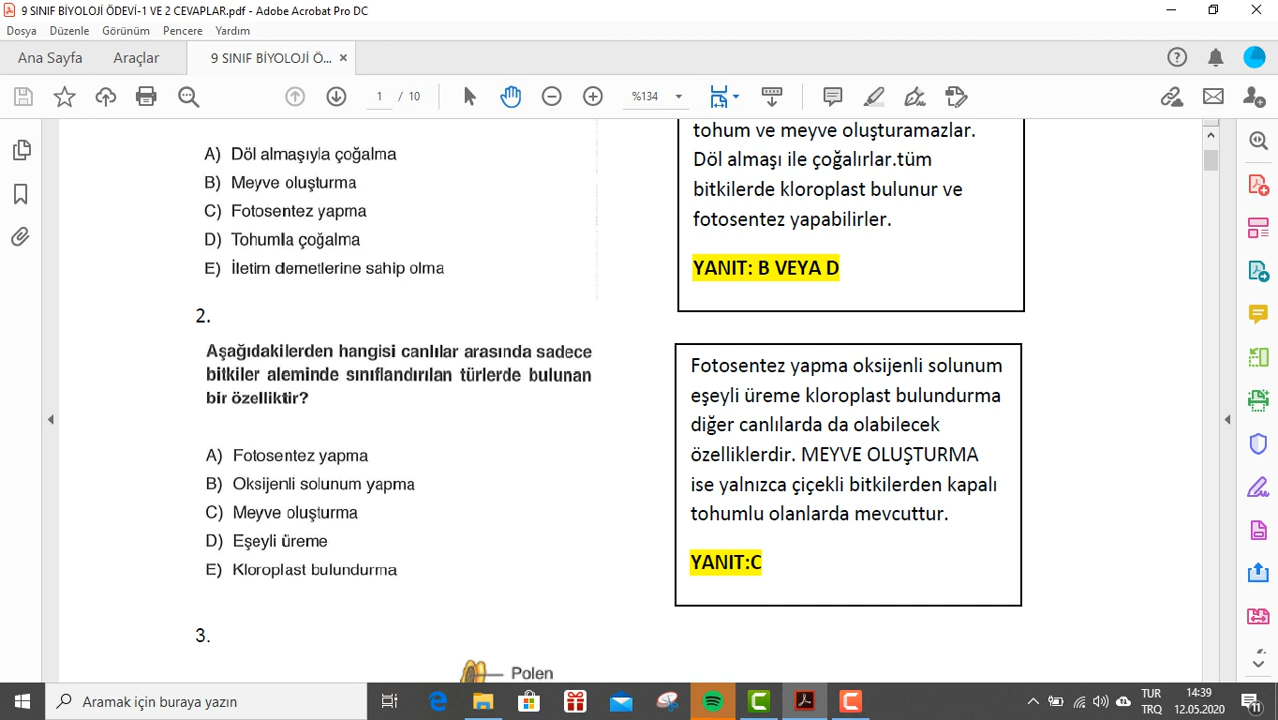 9 SINIF BİYOLOJİ ÖDEVİ-1 VE 2 CEVAPLAR.pdf - Adobe Acrobat Pro DC
Dosya Düzenle Görünüm Pencere Yardım
Ana Sayfa Araçlar 9 SINIF BİYOLOJİ Ö...
1 / 10 %134
A) Döl almaşıyla çoğalma
B) Meyve oluşturma
C) Fotosentez yapma
D) Tohumla çoğalma
E) İletim demetlerine sahip olma
tohum ve meyve oluşturamazlar.
Döl almaşı ile çoğalırlar.tüm
bitkilerde kloroplast bulunur ve
fotosentez yapabilirler.
YANIT: B VEYA D
2.
Aşağıdakilerden hangisi canlılar arasında sadece
bitkiler aleminde sınıflandırılan türlerde bulunan
bir özelliktir?
A) Fotosentez yapma
B) Oksijenli solunum yapma
C) Meyve oluşturma
D) Eşeyli üreme
E) Kloroplast bulundurma
Fotosentez yapma oksijenli solunum
eşeyli üreme kloroplast bulundurma
diğer canlılarda da olabilecek
özelliklerdir. MEYVE OLUŞTURMA
ise yalnızca çiçekli bitkilerden kapalı
tohumlu olanlarda mevcuttur.
YANIT:C
3.
Polen
Aramak için buraya yazın
TUR
TRQ
14:39
12.05.2020
11